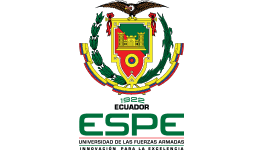 1922
ECUADOR
ESPE
UNIVERSIDAD DE LAS FUERZAS ARMADAS
INNOVACIÓN PARA LA EXCELENCIA